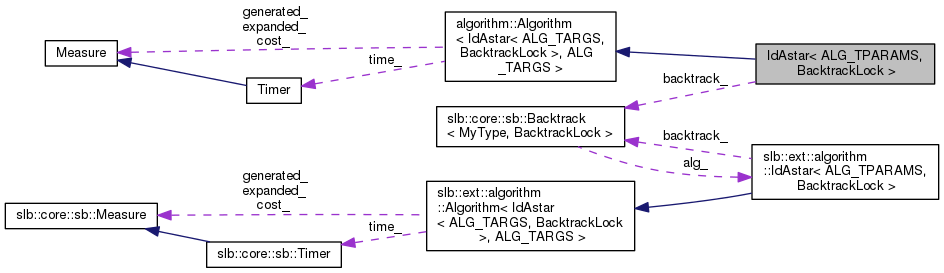 generated_
expanded_
cost_
Measure
time_
Timer
algorithm::Algorithm
< IdAstar< ALG_TARGS,
BacktrackLock >, ALG
_TARGS >
IdAstar< ALG_TPARAMS,
BacktrackLock >
backtrack_
slb::core::sb::Backtrack
< MyType, BacktrackLock >
backtrack_
alg_
slb::ext::algorithm
::IdAstar< ALG_TPARAMS,
BacktrackLock >
generated_
expanded_
cost_
slb::core::sb::Measure
time_
slb::core::sb::Timer
slb::ext::algorithm
::Algorithm< IdAstar
< ALG_TARGS, BacktrackLock
>, ALG_TARGS >